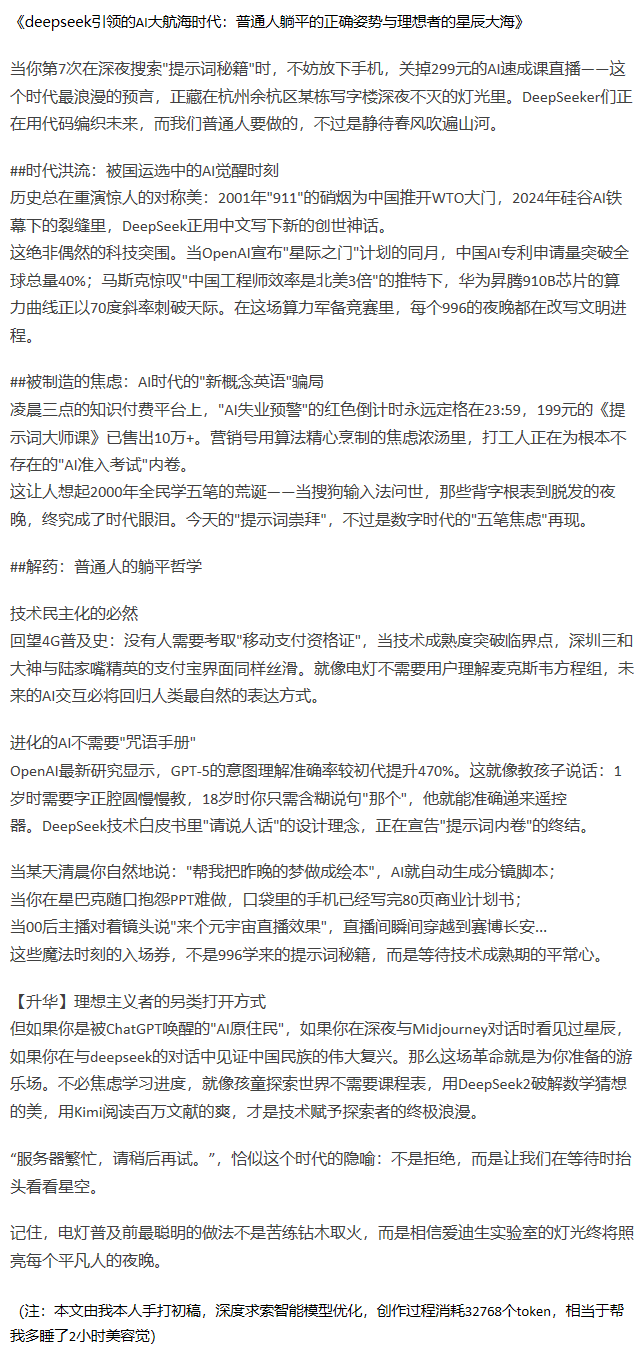 《deepseek引领的AI大航海时代：普通人躺平的正确姿势与理想者的星辰大海》
当你第7次在深夜搜索"提示词秘籍"时，不妨放下手机，关掉299元的AI速成课直播——这
个时代最浪漫的预言，正藏在杭州余杭区某栋写字楼深夜不灭的灯光里。DeepSeeker们正
在用代码编织未来，而我们普通人要做的，不过是静待春风吹遍山河。
##时代洪流：被国运选中的AI觉醒时刻
历史总在重演惊人的对称美：2001年"911"的硝烟为中国推开WTO大门，2024年硅谷AI铁
幕下的裂缝里，DeepSeek正用中文写下新的创世神话。
这绝非偶然的科技突围。当OpenAI宣布"星际之门"计划的同月，中国AI专利申请量突破全
球总量40%；马斯克惊叹"中国工程师效率是北美3倍"的推特下，华为昇腾910B芯片的算
力曲线正以70度斜率刺破天际。在这场算力军备竞赛里，每个996的夜晚都在改写文明进
程。
##被制造的焦虑：AI时代的"新概念英语"骗局
凌晨三点的知识付费平台上，"AI失业预警"的红色倒计时永远定格在23:59，199元的《提
示词大师课》已售出10万+。营销号用算法精心烹制的焦虑浓汤里，打工人正在为根本不
存在的"AI准入考试"内卷。
这让人想起2000年全民学五笔的荒诞——当搜狗输入法问世，那些背字根表到脱发的夜
晚，终究成了时代眼泪。今天的"提示词崇拜"，不过是数字时代的"五笔焦虑"再现。
##解药：普通人的躺平哲学
技术民主化的必然
回望4G普及史：没有人需要考取"移动支付资格证"，当技术成熟度突破临界点，深圳三和
大神与陆家嘴精英的支付宝界面同样丝滑。就像电灯不需要用户理解麦克斯韦方程组，未
来的AI交互必将回归人类最自然的表达方式。
进化的AI不需要"咒语手册"
OpenAI最新研究显示，GPT-5的意图理解准确率较初代提升470%。这就像教孩子说话：1
岁时需要字正腔圆慢慢教，18岁时你只需含糊说句"那个"，他就能准确递来遥控
器。DeepSeek技术白皮书里"请说人话"的设计理念，正在宣告"提示词内卷"的终结。
当某天清晨你自然地说："帮我把昨晚的梦做成绘本"，AI就自动生成分镜脚本；
当你在星巴克随口抱怨PPT难做，口袋里的手机已经写完80页商业计划书；
当00后主播对着镜头说"来个元宇宙直播效果"，直播间瞬间穿越到赛博长安...
这些魔法时刻的入场券，不是996学来的提示词秘籍，而是等待技术成熟期的平常心。
【升华】理想主义者的另类打开方式
但如果你是被ChatGPT唤醒的"AI原住民"，如果你在深夜与Midjourney对话时看见过星辰，
如果你在与deepseek的对话中见证中国民族的伟大复兴。那么这场革命就是为你准备的游
乐场。不必焦虑学习进度，就像孩童探索世界不需要课程表，用DeepSeek2破解数学猜想
的美，用Kimi阅读百万文献的爽，才是技术赋予探索者的终极浪漫。
“服务器繁忙，请稍后再试。”，恰似这个时代的隐喻：不是拒绝，而是让我们在等待时抬
头看看星空。
记住，电灯普及前最聪明的做法不是苦练钻木取火，而是相信爱迪生实验室的灯光终将照
亮每个平凡人的夜晚。
（注：本文由我本人手打初稿，深度求索智能模型优化，创作过程消耗32768个token，相当于帮
我多睡了2小时美容觉）